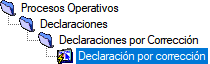 Procesos Operativos
Declaraciones
Declaraciones por Corrección
Declaración por corrección